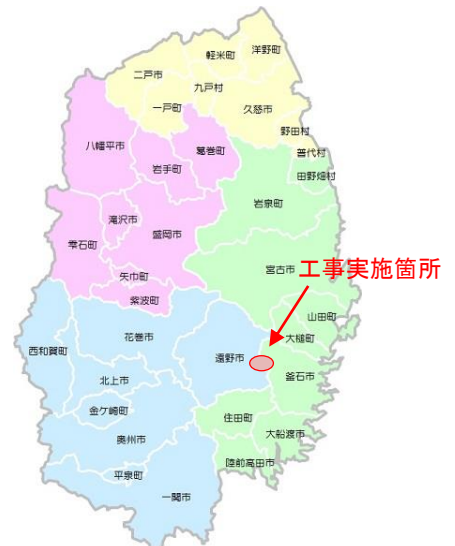 洋野町
軽米町
二戸市
九戸村
一戸町
久慈市
野田村
八幡平市
葛巻町
普代村
岩手町
田野畑村
岩泉町
滝沢市
盛岡市
雫石町
宮古市
工事実施箇所
矢巾町
紫波町
山田町
花巻市
大槌町
西和賀町
遠野市
釜石市
北上市
金ケ崎町
住田町
大船渡市
奥州市
陸前高田市
平泉町
一関市